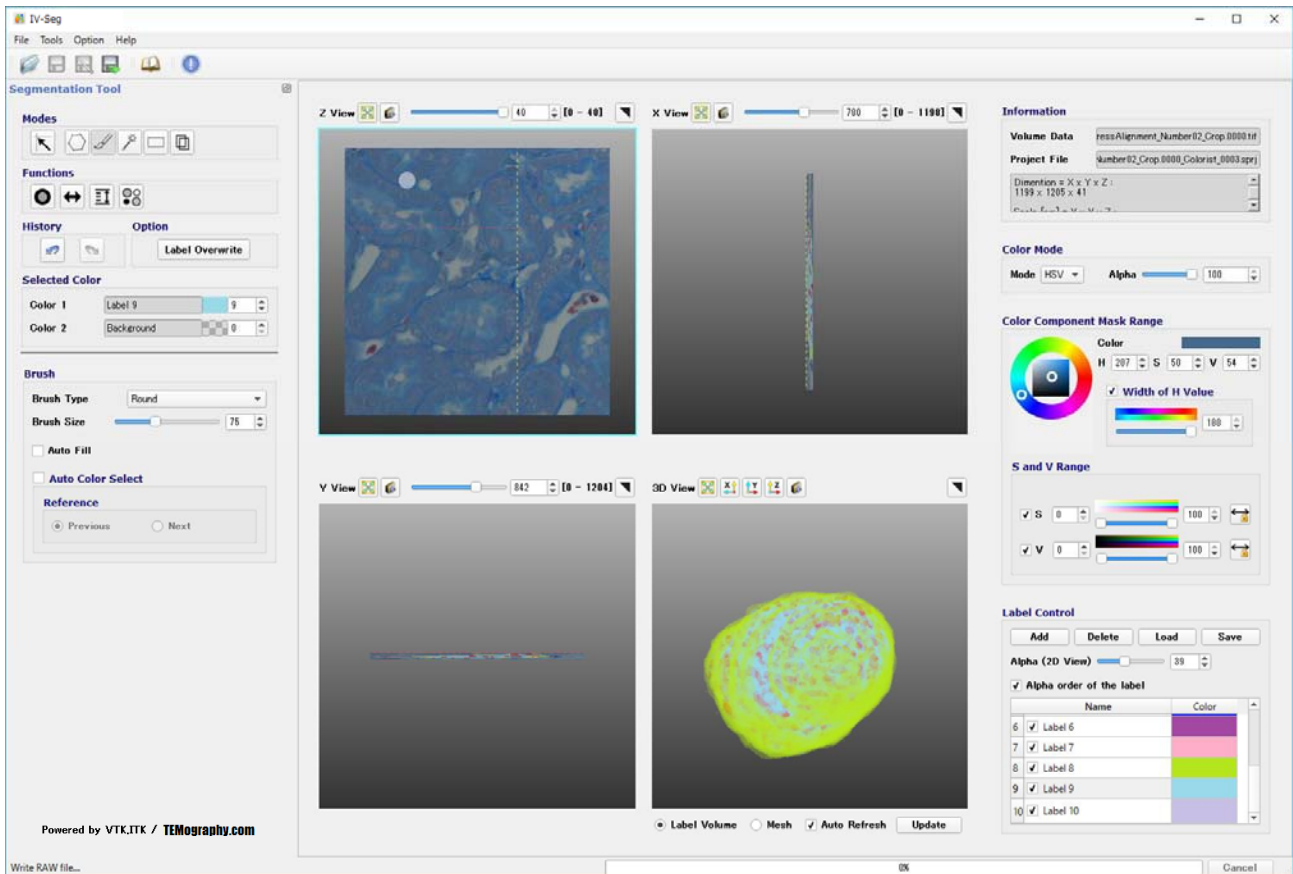 IV-Seg
File Tools Option Help
Segmentation Tool
Modes
Functions
History Option
Label Overwrite
Selected Color
Color 1 Label 9 9
Color 2 Background 0
Brush
Brush Type Round
Brush Size 75
Auto Fill
Auto Color Select
Reference
Previous Next
Powered by VTK,ITK / TEMography.com
Write RAW file...
Z View 40 [0 - 40]
X View 700 [0 - 1198]
Y View 842 [0 - 1204]
3D View
Label Volume Mesh Auto Refresh Update
0%
Cancel
Information
Volume Data ressAlignment_Number02_Crop.0000.tif
Project File Number02_Crop.0000_Colorist_0003.sprj
Dimention = X x Y x Z :
1199 x 1205 x 41
Color Mode
Mode HSV Alpha 100
Color Component Mask Range
Color
H 207 S 50 V 54
Width of H Value
180
S and V Range
S 0 100
V 0 100
Label Control
Add Delete Load Save
Alpha (2D View) 39
Alpha order of the label
Name Color
6 Label 6
7 Label 7
8 Label 8
9 Label 9
10 Label 10